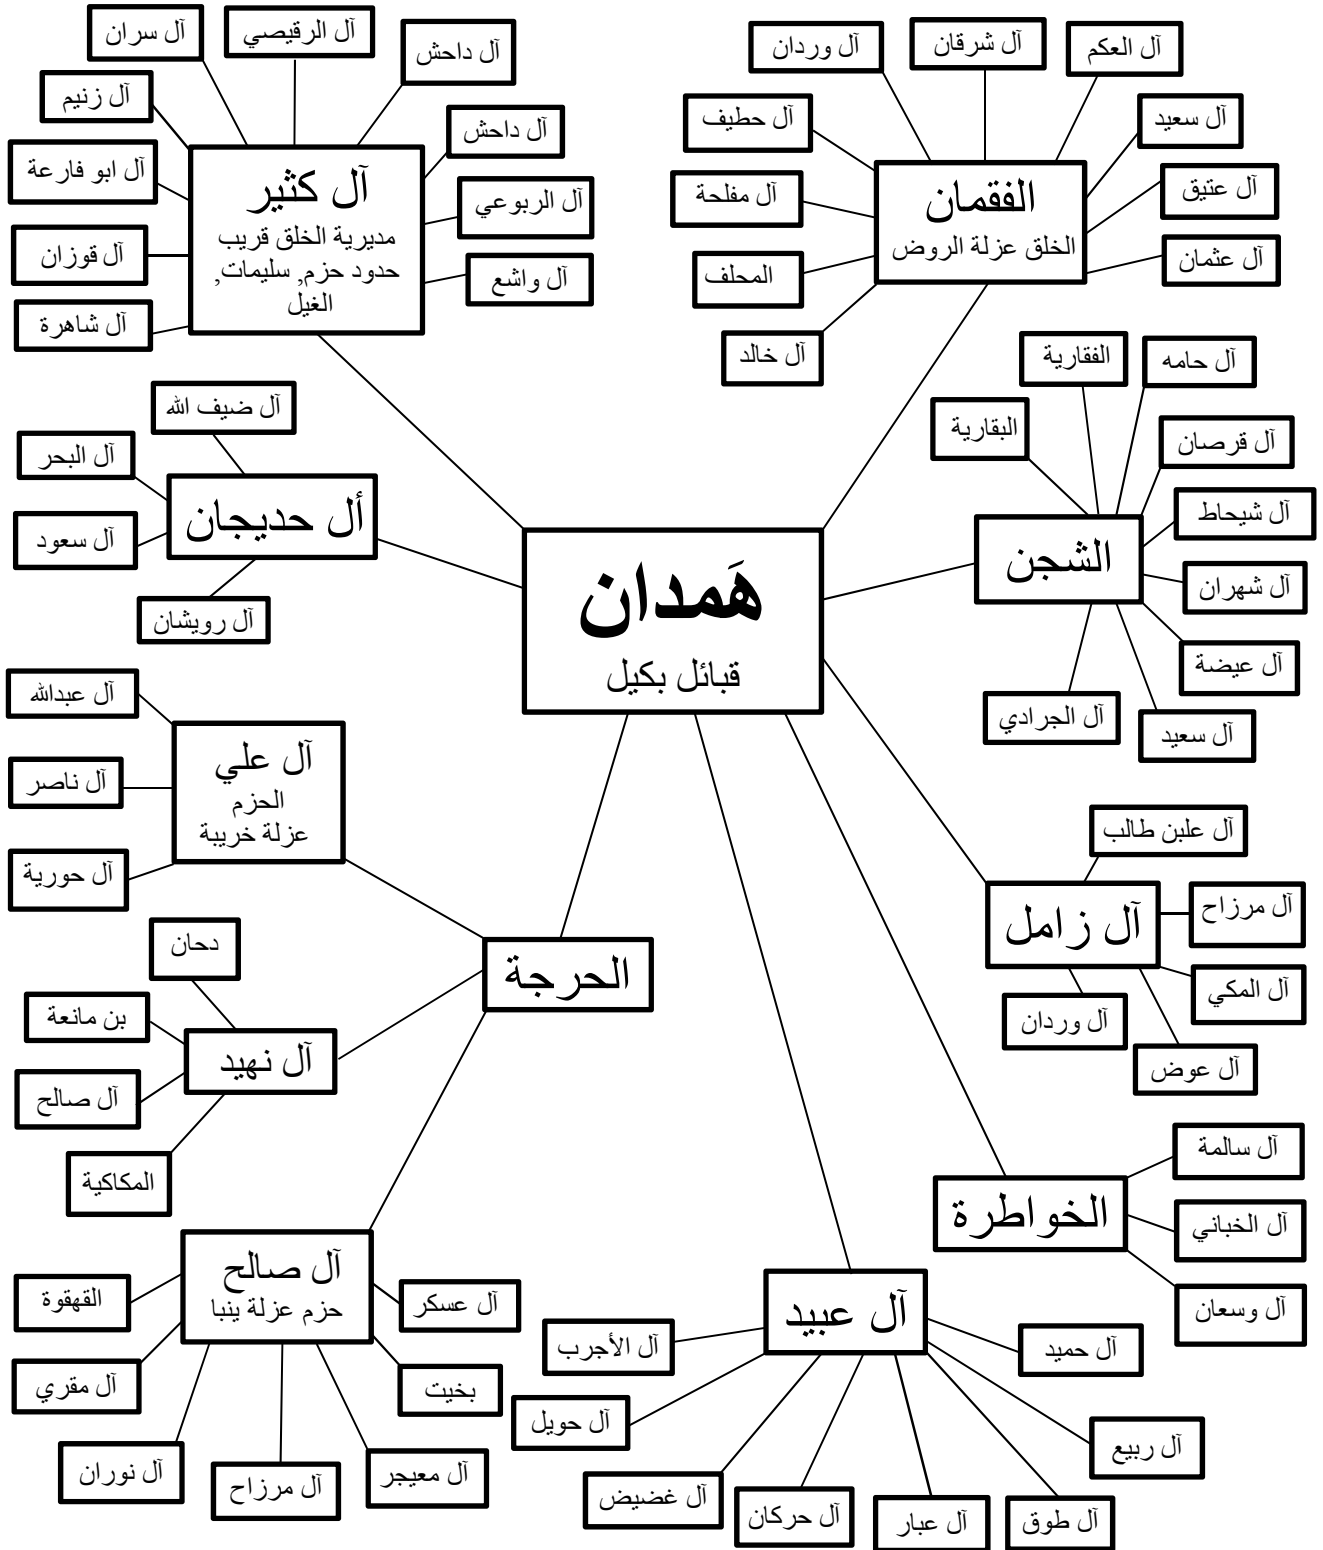 هَمدان
قبائل بكيل
الفقمان
الخلق عزلة الروض
آل العكم
آل شرقان
آل وردان
آل سعيد
آل حطيف
آل عتيق
آل مفلحة
آل عثمان
المحلف
آل خالد
آل كثير
مديرية الخلق قريب
حدود حزم, سليمات,
الغيل
آل داحش
آل الرقيصي
آل سران
آل داحش
آل زنيم
آل الربوعي
آل ابو فارعة
آل واشع
آل قوزان
آل شاهرة
الشجن
آل حامه
الفقارية
البقارية
آل قرصان
آل شيحاط
آل شهران
آل عيضة
آل سعيد
آل الجرادي
أل حديجان
آل ضيف الله
آل البحر
آل سعود
آل رويشان
آل زامل
آل علبن طالب
آل مرزاح
آل المكي
آل عوض
آل وردان
الخواطرة
آل سالمة
آل الخباني
آل وسعان
آل عبيد
آل حميد
آل ربيع
آل طوق
آل عبار
آل حركان
آل غضيض
آل حويل
آل الأجرب
الحرجة
آل علي
الحزم
عزلة خريبة
آل عبدالله
آل ناصر
آل حورية
آل نهيد
دحان
بن مانعة
آل صالح
المكاكية
آل صالح
حزم عزلة ينبا
آل عسكر
بخيت
آل معيجر
آل مرزاح
آل نوران
آل مقري
القهقوة